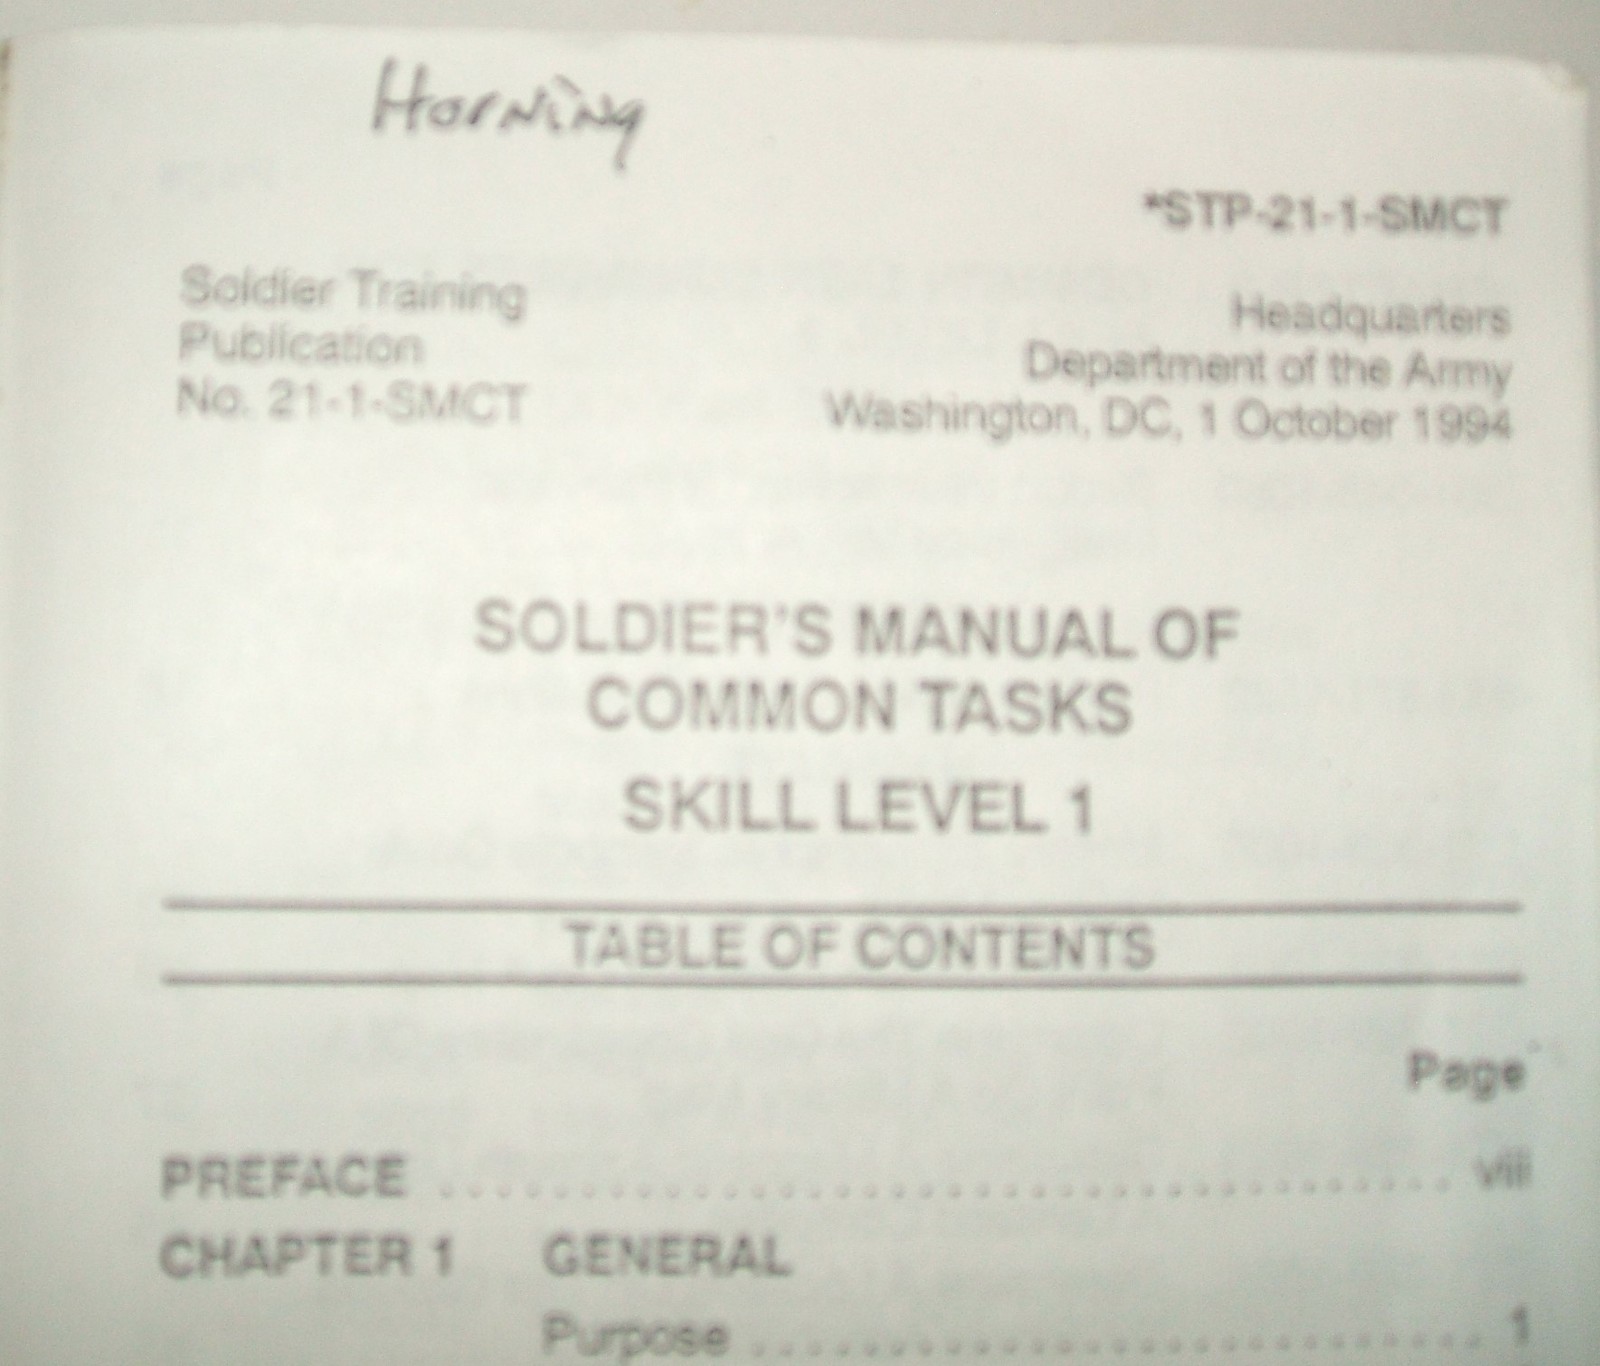 Horning
*STP-21-1-SMCT
Soldier Training
Publication
No. 21-1-SMCT
Headquarters
Department of the Army
Washington, DC, 1 October 1994
SOLDIER'S MANUAL OF
COMMON TASKS
SKILL LEVEL 1
TABLE OF CONTENTS
Page
PREFACE ........................................ viii
CHAPTER 1 GENERAL
Purpose ........................................ 1